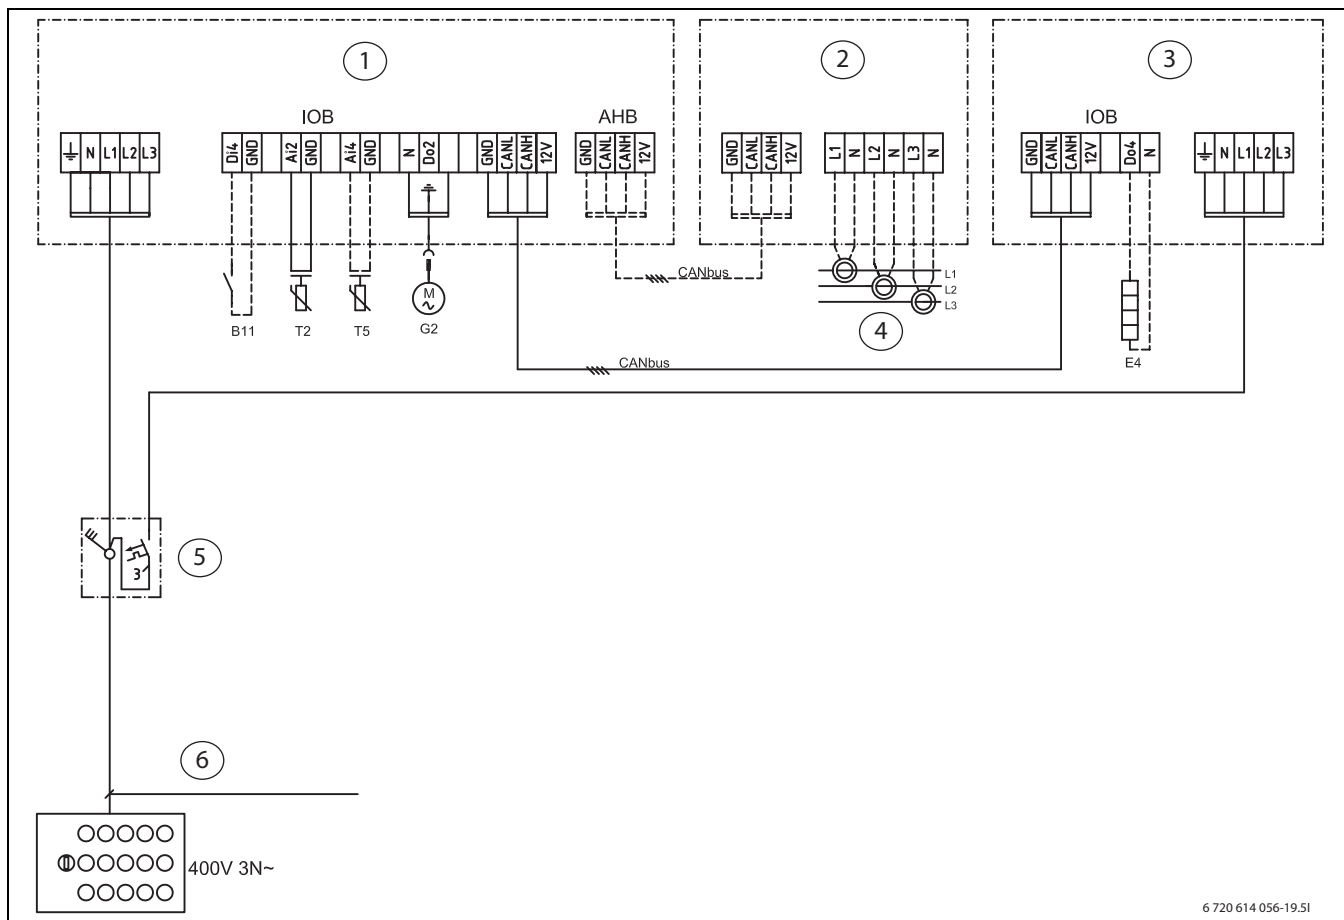 1
2
3
IOB
AHB
IOB
N L1 L2 L3
Di4 GND Ai2 GND Ai4 GND N Do2 GND CANL CANH 12V
GND CANL CANH 12V
GND CANL CANH 12V
L1 N L2 N L3 N
GND CANL CANH 12V Do4 N
N L1 L2 L3
CANbus
L1
L2
L3
M
B11
T2
T5
G2
4
CANbus
E4
5
3
6
400V 3N~
6 720 614 056-19.5I